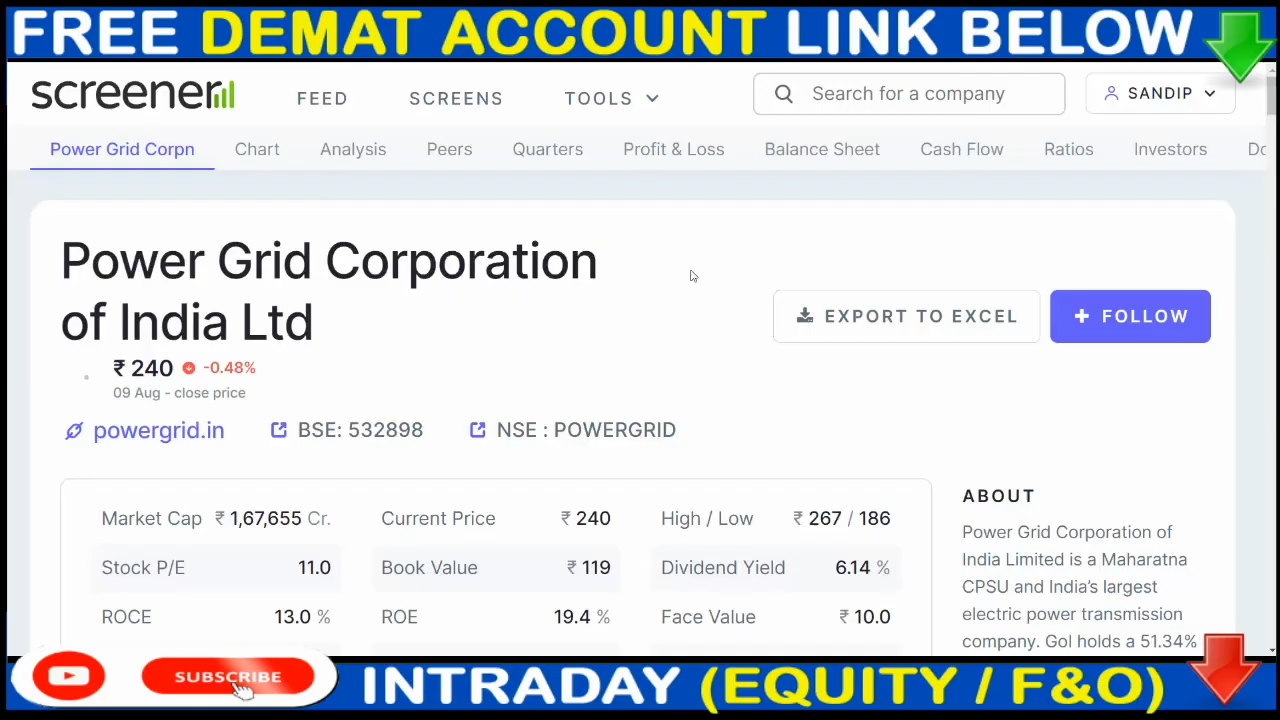 FREE DEMAT ACCOUNT LINK BELOW
screener FEED SCREENS TOOLS Search for a company SANDIP
Power Grid Corpn Chart Analysis Peers Quarters Profit & Loss Balance Sheet Cash Flow Ratios Investors Do
Power Grid Corporation
of India Ltd
EXPORT TO EXCEL + FOLLOW
₹ 240 -0.48%
09 Aug - close price
powergrid.in BSE: 532898 NSE : POWERGRID
Market Cap ₹ 1,67,655 Cr. Current Price ₹ 240 High / Low ₹ 267 / 186
Stock P/E 11.0 Book Value ₹ 119 Dividend Yield 6.14 %
ROCE 13.0 % ROE 19.4 % Face Value ₹ 10.0
ABOUT
Power Grid Corporation of
India Limited is a Maharatna
CPSU and India's largest
electric power transmission
company. GoI holds a 51.34%
SUBSCRIBE
INTRADAY (EQUITY / F&O)